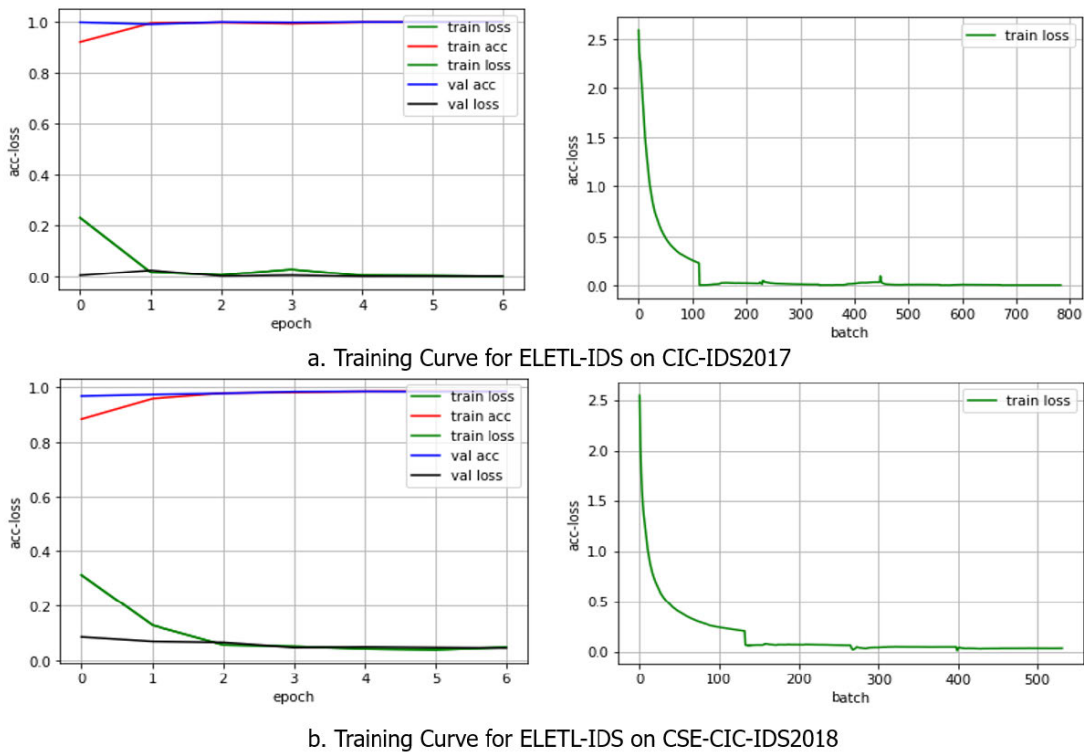 1.0
0.8
0.6
0.4
0.2
0.0
acc-loss
train loss
train acc
train loss
val acc
val loss
0 1 2 3 4 5 6
epoch
2.5
2.0
1.5
1.0
0.5
0.0
acc-loss
train loss
0 100 200 300 400 500 600 700 800
batch
a. Training Curve for ELETL-IDS on CIC-IDS2017
1.0
0.8
0.6
0.4
0.2
0.0
acc-loss
train loss
train acc
train loss
val acc
val loss
0 1 2 3 4 5 6
epoch
2.5
2.0
1.5
1.0
0.5
0.0
acc-loss
train loss
0 100 200 300 400 500
batch
b. Training Curve for ELETL-IDS on CSE-CIC-IDS2018